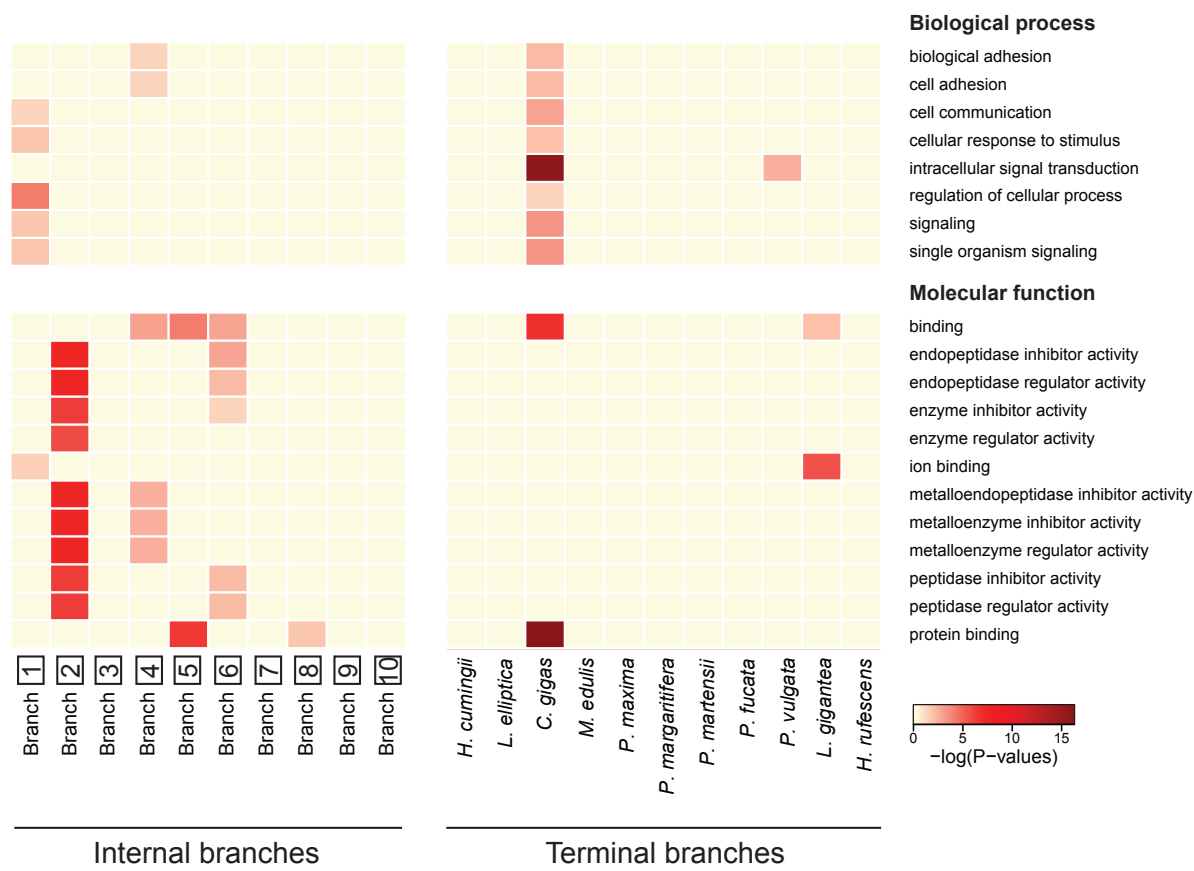 Biological process
biological adhesion
cell adhesion
cell communication
cellular response to stimulus
intracellular signal transduction
regulation of cellular process
signaling
single organism signaling
Molecular function
binding
endopeptidase inhibitor activity
endopeptidase regulator activity
enzyme inhibitor activity
enzyme regulator activity
ion binding
metalloendopeptidase inhibitor activity
metalloenzyme inhibitor activity
metalloenzyme regulator activity
peptidase inhibitor activity
peptidase regulator activity
protein binding
Branch 1
Branch 2
Branch 3
Branch 4
Branch 5
Branch 6
Branch 7
Branch 8
Branch 9
Branch 10
H. cumingii
L. elliptica
C. gigas
M. edulis
P. maxima
P. margaritifera
P. martensii
P. fucata
P. vulgata
L. gigantea
H. rufescens
0 5 10 15
−log(P−values)
Internal branches
Terminal branches